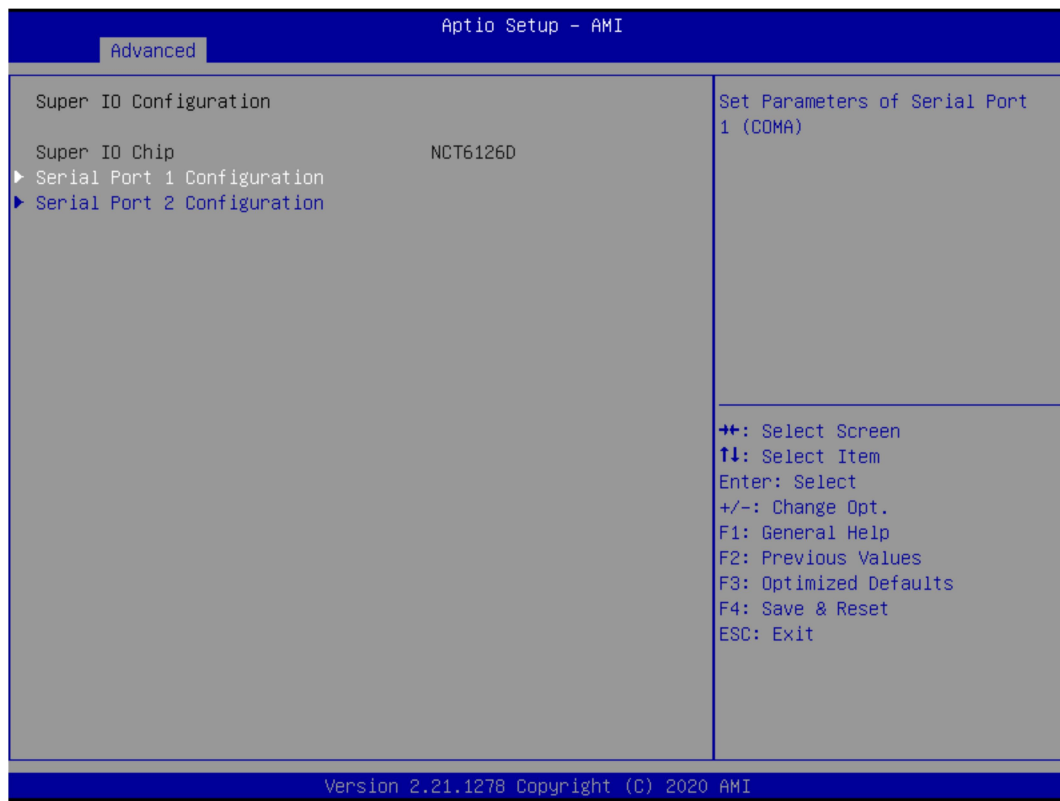 Aptio Setup – AMI
Advanced
Super IO Configuration
Super IO Chip NCT6126D
Serial Port 1 Configuration
Serial Port 2 Configuration
Set Parameters of Serial Port
1 (COMA)
→←: Select Screen
↑↓: Select Item
Enter: Select
+/-: Change Opt.
F1: General Help
F2: Previous Values
F3: Optimized Defaults
F4: Save & Reset
ESC: Exit
Version 2.21.1278 Copyright (C) 2020 AMI